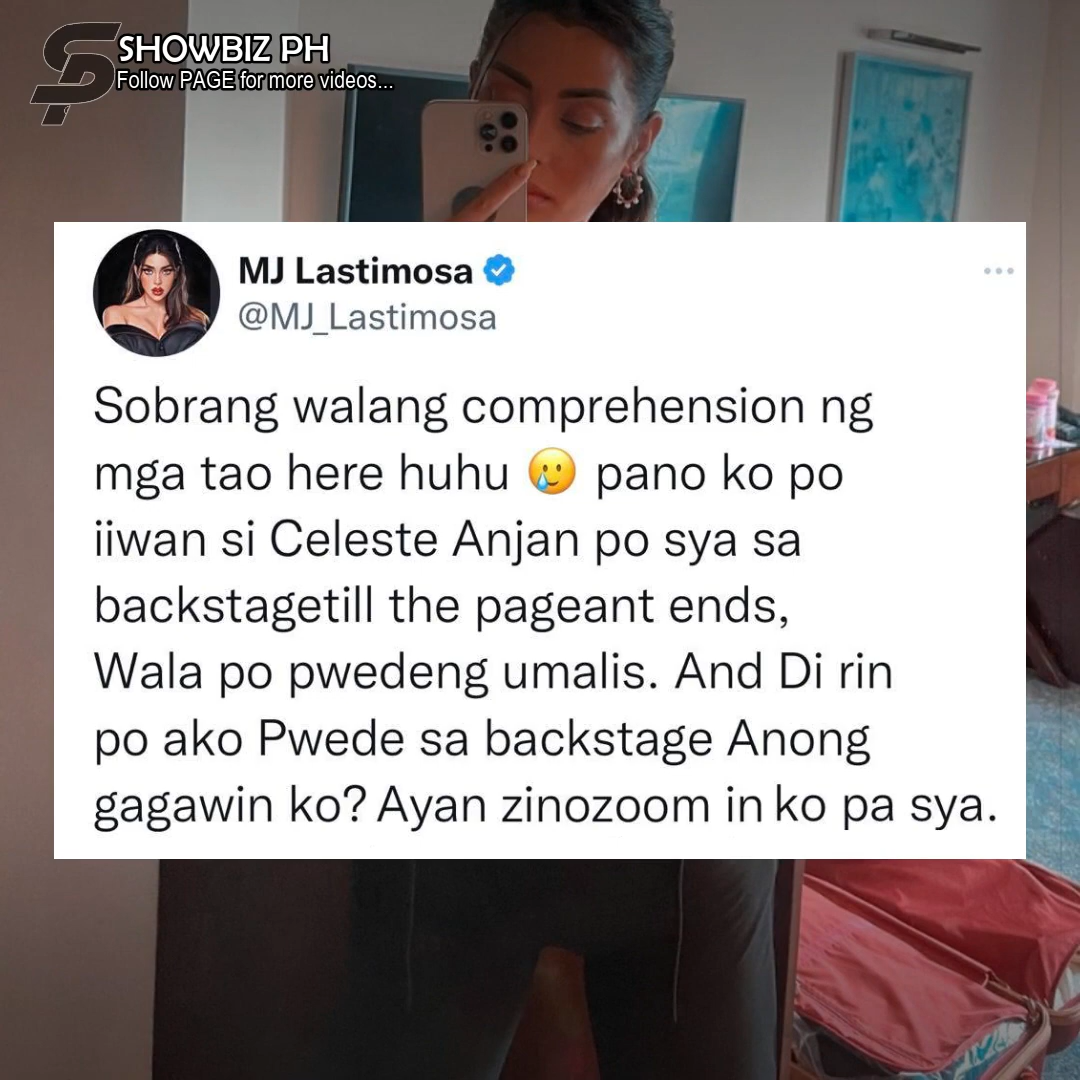 SHOWBIZ PH
Follow PAGE for more videos...
MJ Lastimosa
@MJ_Lastimosa
Sobrang walang comprehension ng
mga tao here huhu 🥲 pano ko po
iiwan si Celeste Anjan po sya sa
backstagetill the pageant ends,
Wala po pwedeng umalis. And Di rin
po ako Pwede sa backstage Anong
gagawin ko? Ayan zinozoom in ko pa sya.